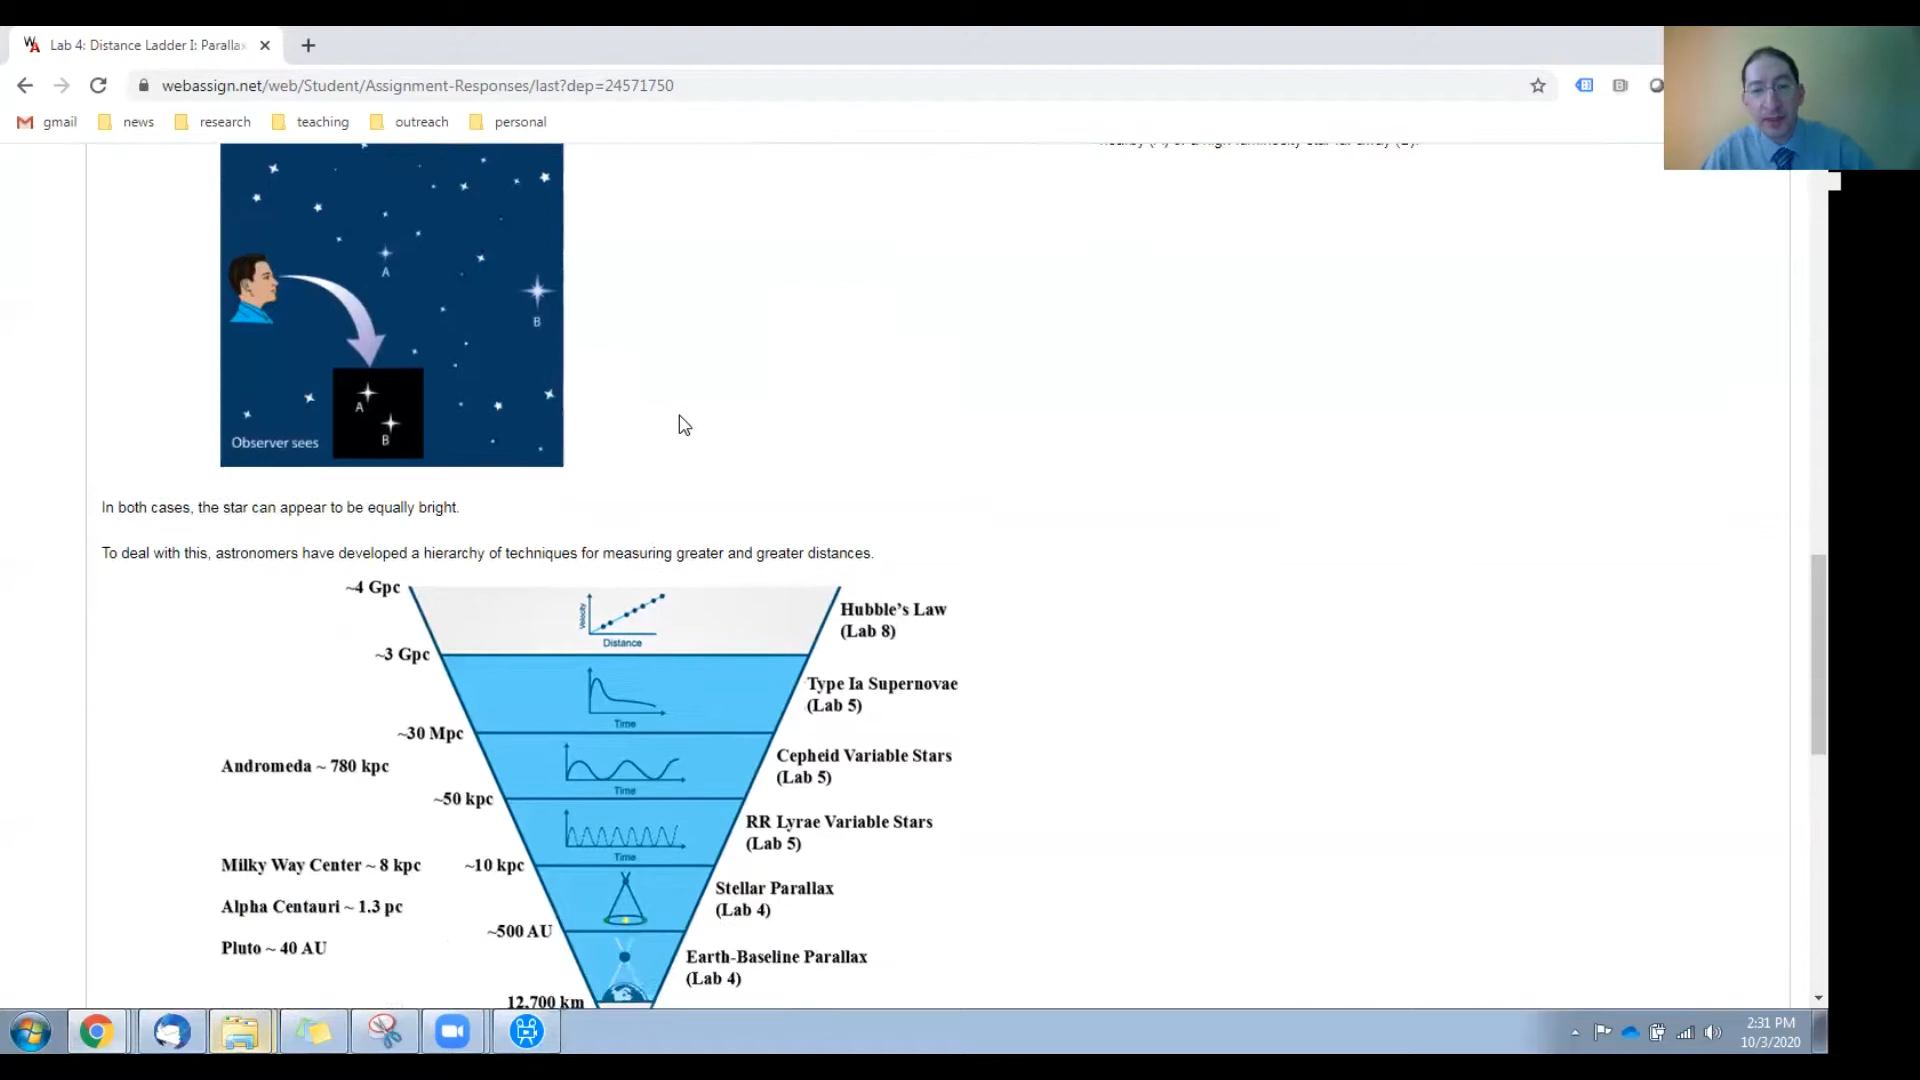 Lab 4: Distance Ladder I: Paralla
webassign.net/web/Student/Assignment-Responses/last?dep=24571750
gmail
news
research
teaching
outreach
personal
A
B
A
B
Observer sees
In both cases, the star can appear to be equally bright.
To deal with this, astronomers have developed a hierarchy of techniques for measuring greater and greater distances.
~4 Gpc
Velocity
Distance
Hubble's Law
(Lab 8)
~3 Gpc
Time
Type Ia Supernovae
(Lab 5)
~30 Mpc
Andromeda ~ 780 kpc
Time
Cepheid Variable Stars
(Lab 5)
~50 kpc
Time
RR Lyrae Variable Stars
(Lab 5)
Milky Way Center ~ 8 kpc
~10 kpc
Alpha Centauri ~ 1.3 pc
Stellar Parallax
(Lab 4)
~500 AU
Pluto ~ 40 AU
Earth-Baseline Parallax
(Lab 4)
12,700 km
2:31 PM
10/3/2020